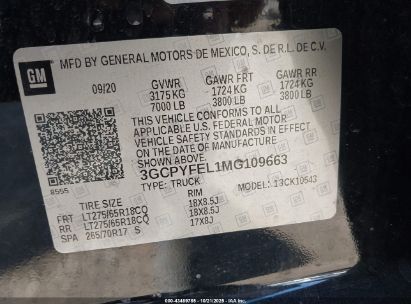 GM
MFD BY GENERAL MOTORS DE MEXICO, S. DE R.L. DE C.V.
09/20 GVWR GAWR FRT GAWR RR
3175 KG 1724 KG 1724 KG
7000 LB 3800 LB 3800 LB
THIS VEHICLE CONFORMS TO ALL APPLICABLE
U.S. FEDERAL MOTOR VEHICLE SAFETY
STANDARDS IN EFFECT ON THE
DATE OF MANUFACTURE
SHOWN ABOVE.
3GCPYFEL1MG109663
8555 TYPE: TRUCK MODEL: 13CK10543
TIRE SIZE RIM
FRT LT275/65R18CQ 18X8.5J
RR LT275/65R18CQ 18X8.5J
SPA 265/70R17 S 17X8J